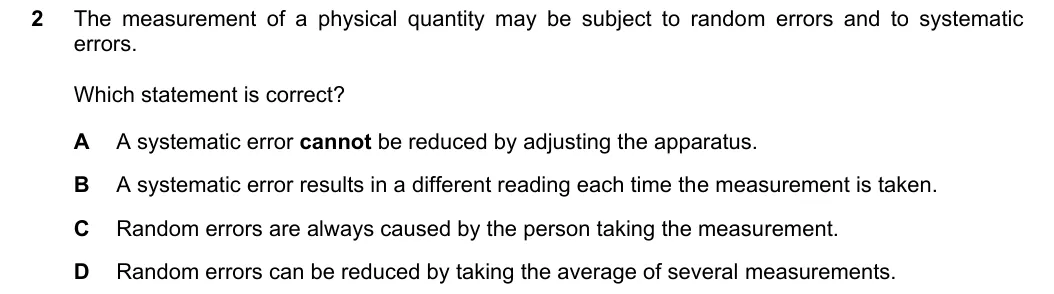 2 The measurement of a physical quantity may be subject to random errors and to systematic
errors.
Which statement is correct?
A A systematic error cannot be reduced by adjusting the apparatus.
B A systematic error results in a different reading each time the measurement is taken.
C Random errors are always caused by the person taking the measurement.
D Random errors can be reduced by taking the average of several measurements.